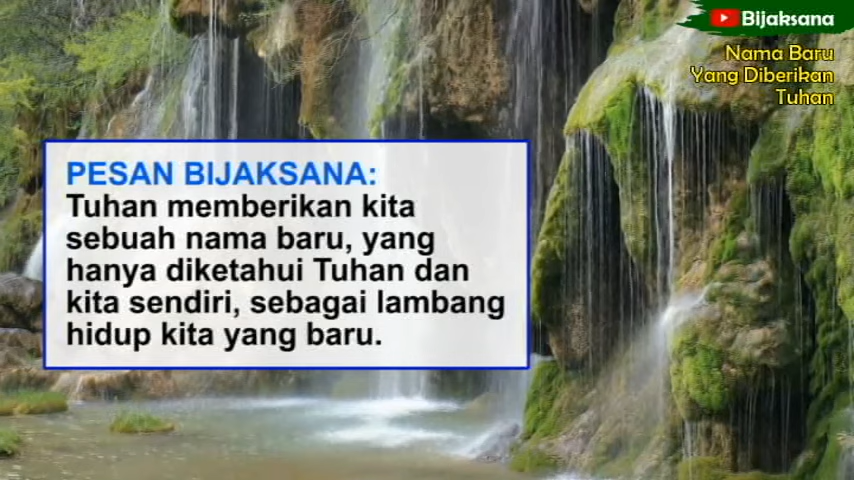 Bijaksana
Nama Baru
Yang Diberikan
Tuhan
PESAN BIJAKSANA:
Tuhan memberikan kita
sebuah nama baru, yang
hanya diketahui Tuhan dan
kita sendiri, sebagai lambang
hidup kita yang baru.